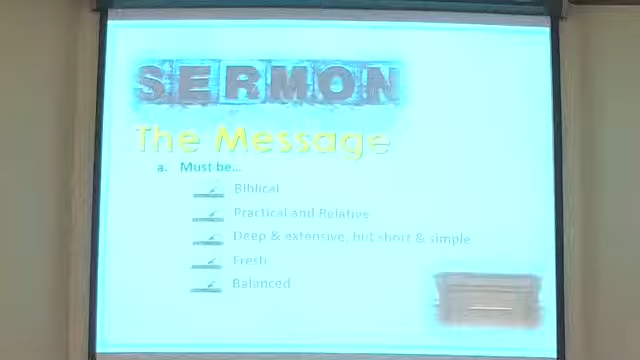 SERMON
The Message
a. Must be...
Biblical
Practical and Relative
Deep & extensive, but short & simple
Fresh
Balanced